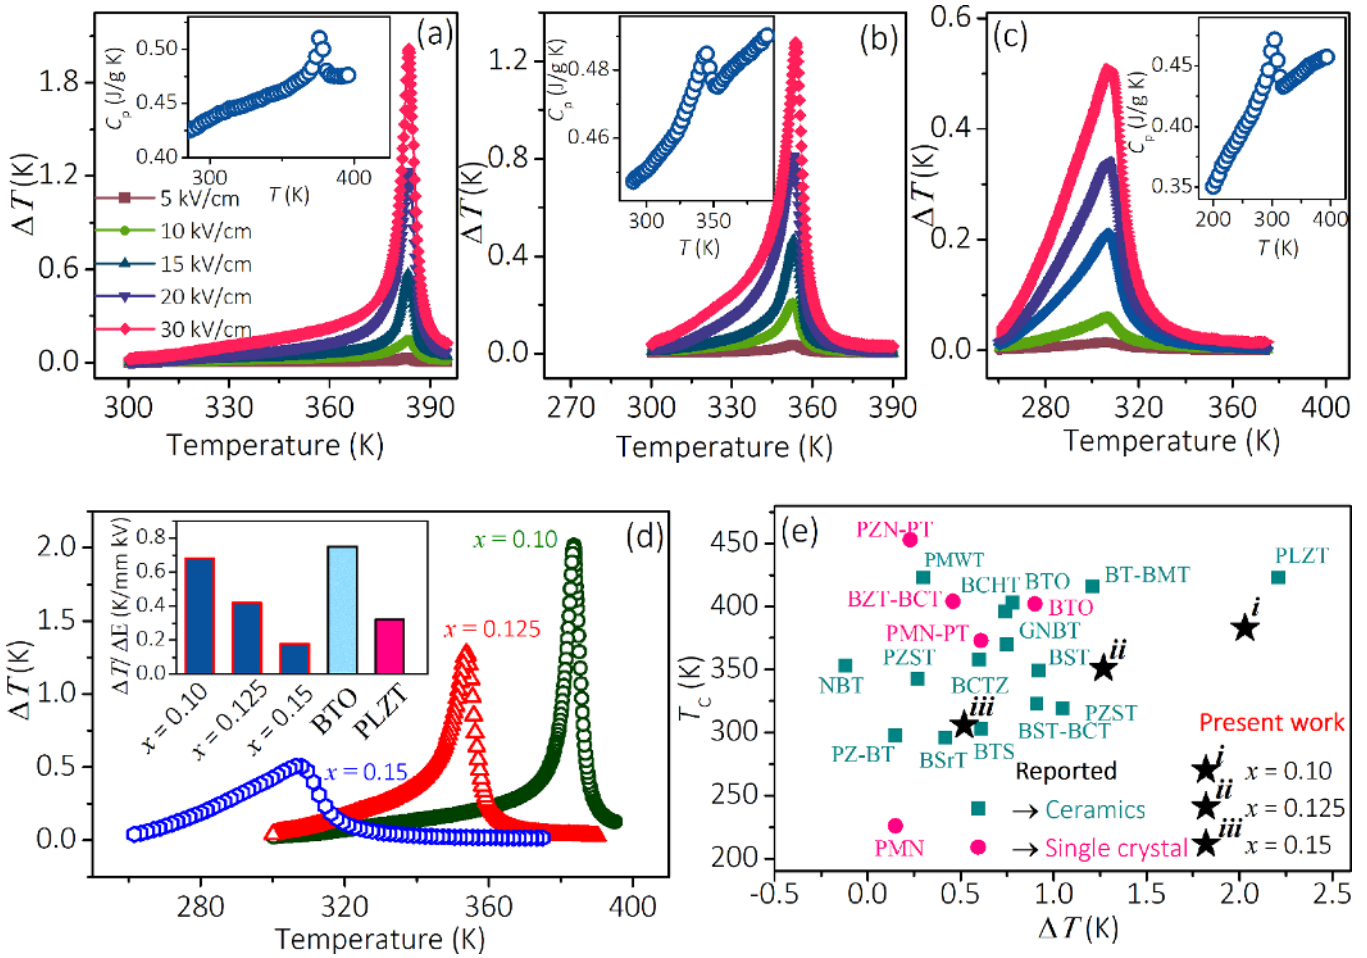 (a)
2.1
1.8
1.2
0.6
0.0
ΔT(K)
300
330
360
390
Temperature (K)
5 kV/cm
10 kV/cm
15 kV/cm
20 kV/cm
30 kV/cm
0.50
0.45
0.40
Cp (J/g K)
300
400
T (K)
(b)
1.2
0.8
0.4
0.0
ΔT(K)
270
300
330
360
390
Temperature (K)
0.48
0.46
Cp (J/g K)
300
350
T (K)
(c)
0.6
0.4
0.2
0.0
ΔT(K)
280
320
360
400
Temperature (K)
0.45
0.40
0.35
Cp (J/g K)
200
300
400
T (K)
(d)
2.0
1.5
1.0
0.5
0.0
ΔT(K)
280
320
360
400
Temperature (K)
x = 0.10
x = 0.125
x = 0.15
0.8
0.6
0.4
0.2
0.0
ΔT/ ΔE (K/mm kV)
x = 0.10
x = 0.125
x = 0.15
BTO
PLZT
(e)
450
400
350
300
250
200
TC (K)
-0.5
0.0
0.5
1.0
1.5
2.0
2.5
ΔT (K)
PZN-PT
PMWT
BCHT
BTO
BT-BMT
PLZT
BZT-BCT
BTO
i
PMN-PT
GNBT
ii
PZST
BST
NBT
BCTZ
iii
PZST
BST-BCT
PZ-BT
BSrT
BTS
PMN
Present work
i x = 0.10
ii x = 0.125
iii x = 0.15
Reported
→ Ceramics
→ Single crystal